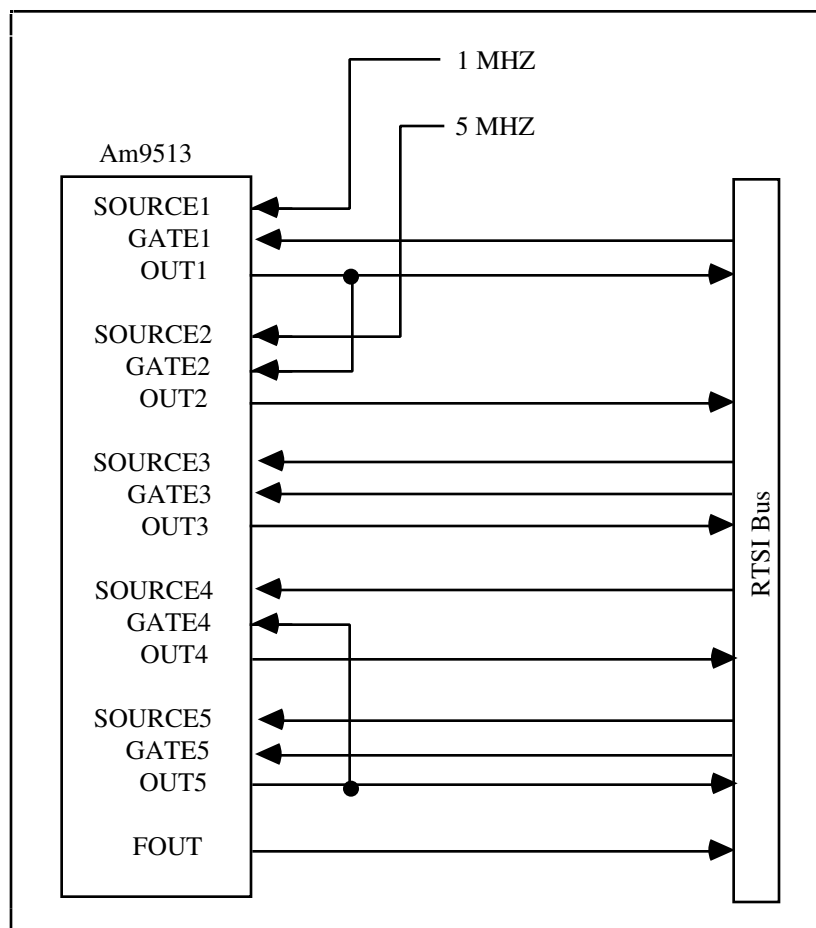 1 MHZ
5 MHZ
Am9513
SOURCE1
GATE1
OUT1
SOURCE2
GATE2
OUT2
SOURCE3
GATE3
OUT3
SOURCE4
GATE4
OUT4
SOURCE5
GATE5
OUT5
FOUT
RTSI Bus